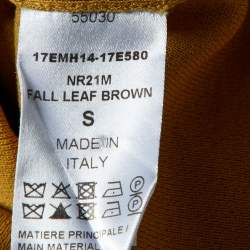 55030
17EMH14-17E580
NR21M
FALL LEAF BROWN
S
MADE IN
ITALY
MATIERE PRINCIPALE
MAIN MATERIAL